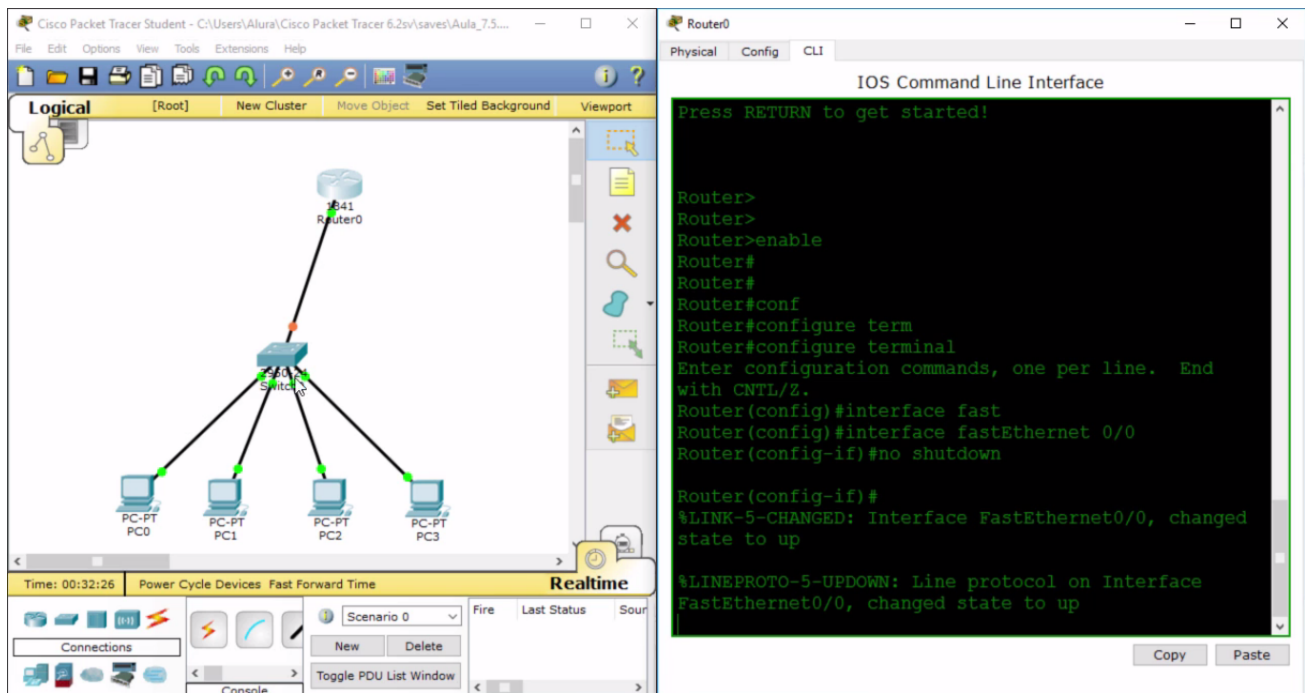 Cisco Packet Tracer Student - C:\Users\Alura\Cisco Packet Tracer 6.2sv\saves\Aula_7.5....
File Edit Options View Tools Extensions Help
Logical [Root] New Cluster Move Object Set Tiled Background Viewport
1841
Router0
2950-24
Switch
PC-PT
PC0
PC-PT
PC1
PC-PT
PC2
PC-PT
PC3
Time: 00:32:26 Power Cycle Devices Fast Forward Time Realtime
Connections
Console
Scenario 0
New Delete
Toggle PDU List Window
Fire Last Status Sour
Router0
Physical Config CLI
IOS Command Line Interface
Press RETURN to get started!
Router>
Router>
Router>enable
Router#
Router#
Router#conf
Router#configure term
Router#configure terminal
Enter configuration commands, one per line. End
with CNTL/Z.
Router(config)#interface fast
Router(config)#interface fastEthernet 0/0
Router(config-if)#no shutdown
Router(config-if)#
%LINK-5-CHANGED: Interface FastEthernet0/0, changed
state to up
%LINEPROTO-5-UPDOWN: Line protocol on Interface
FastEthernet0/0, changed state to up
Copy Paste